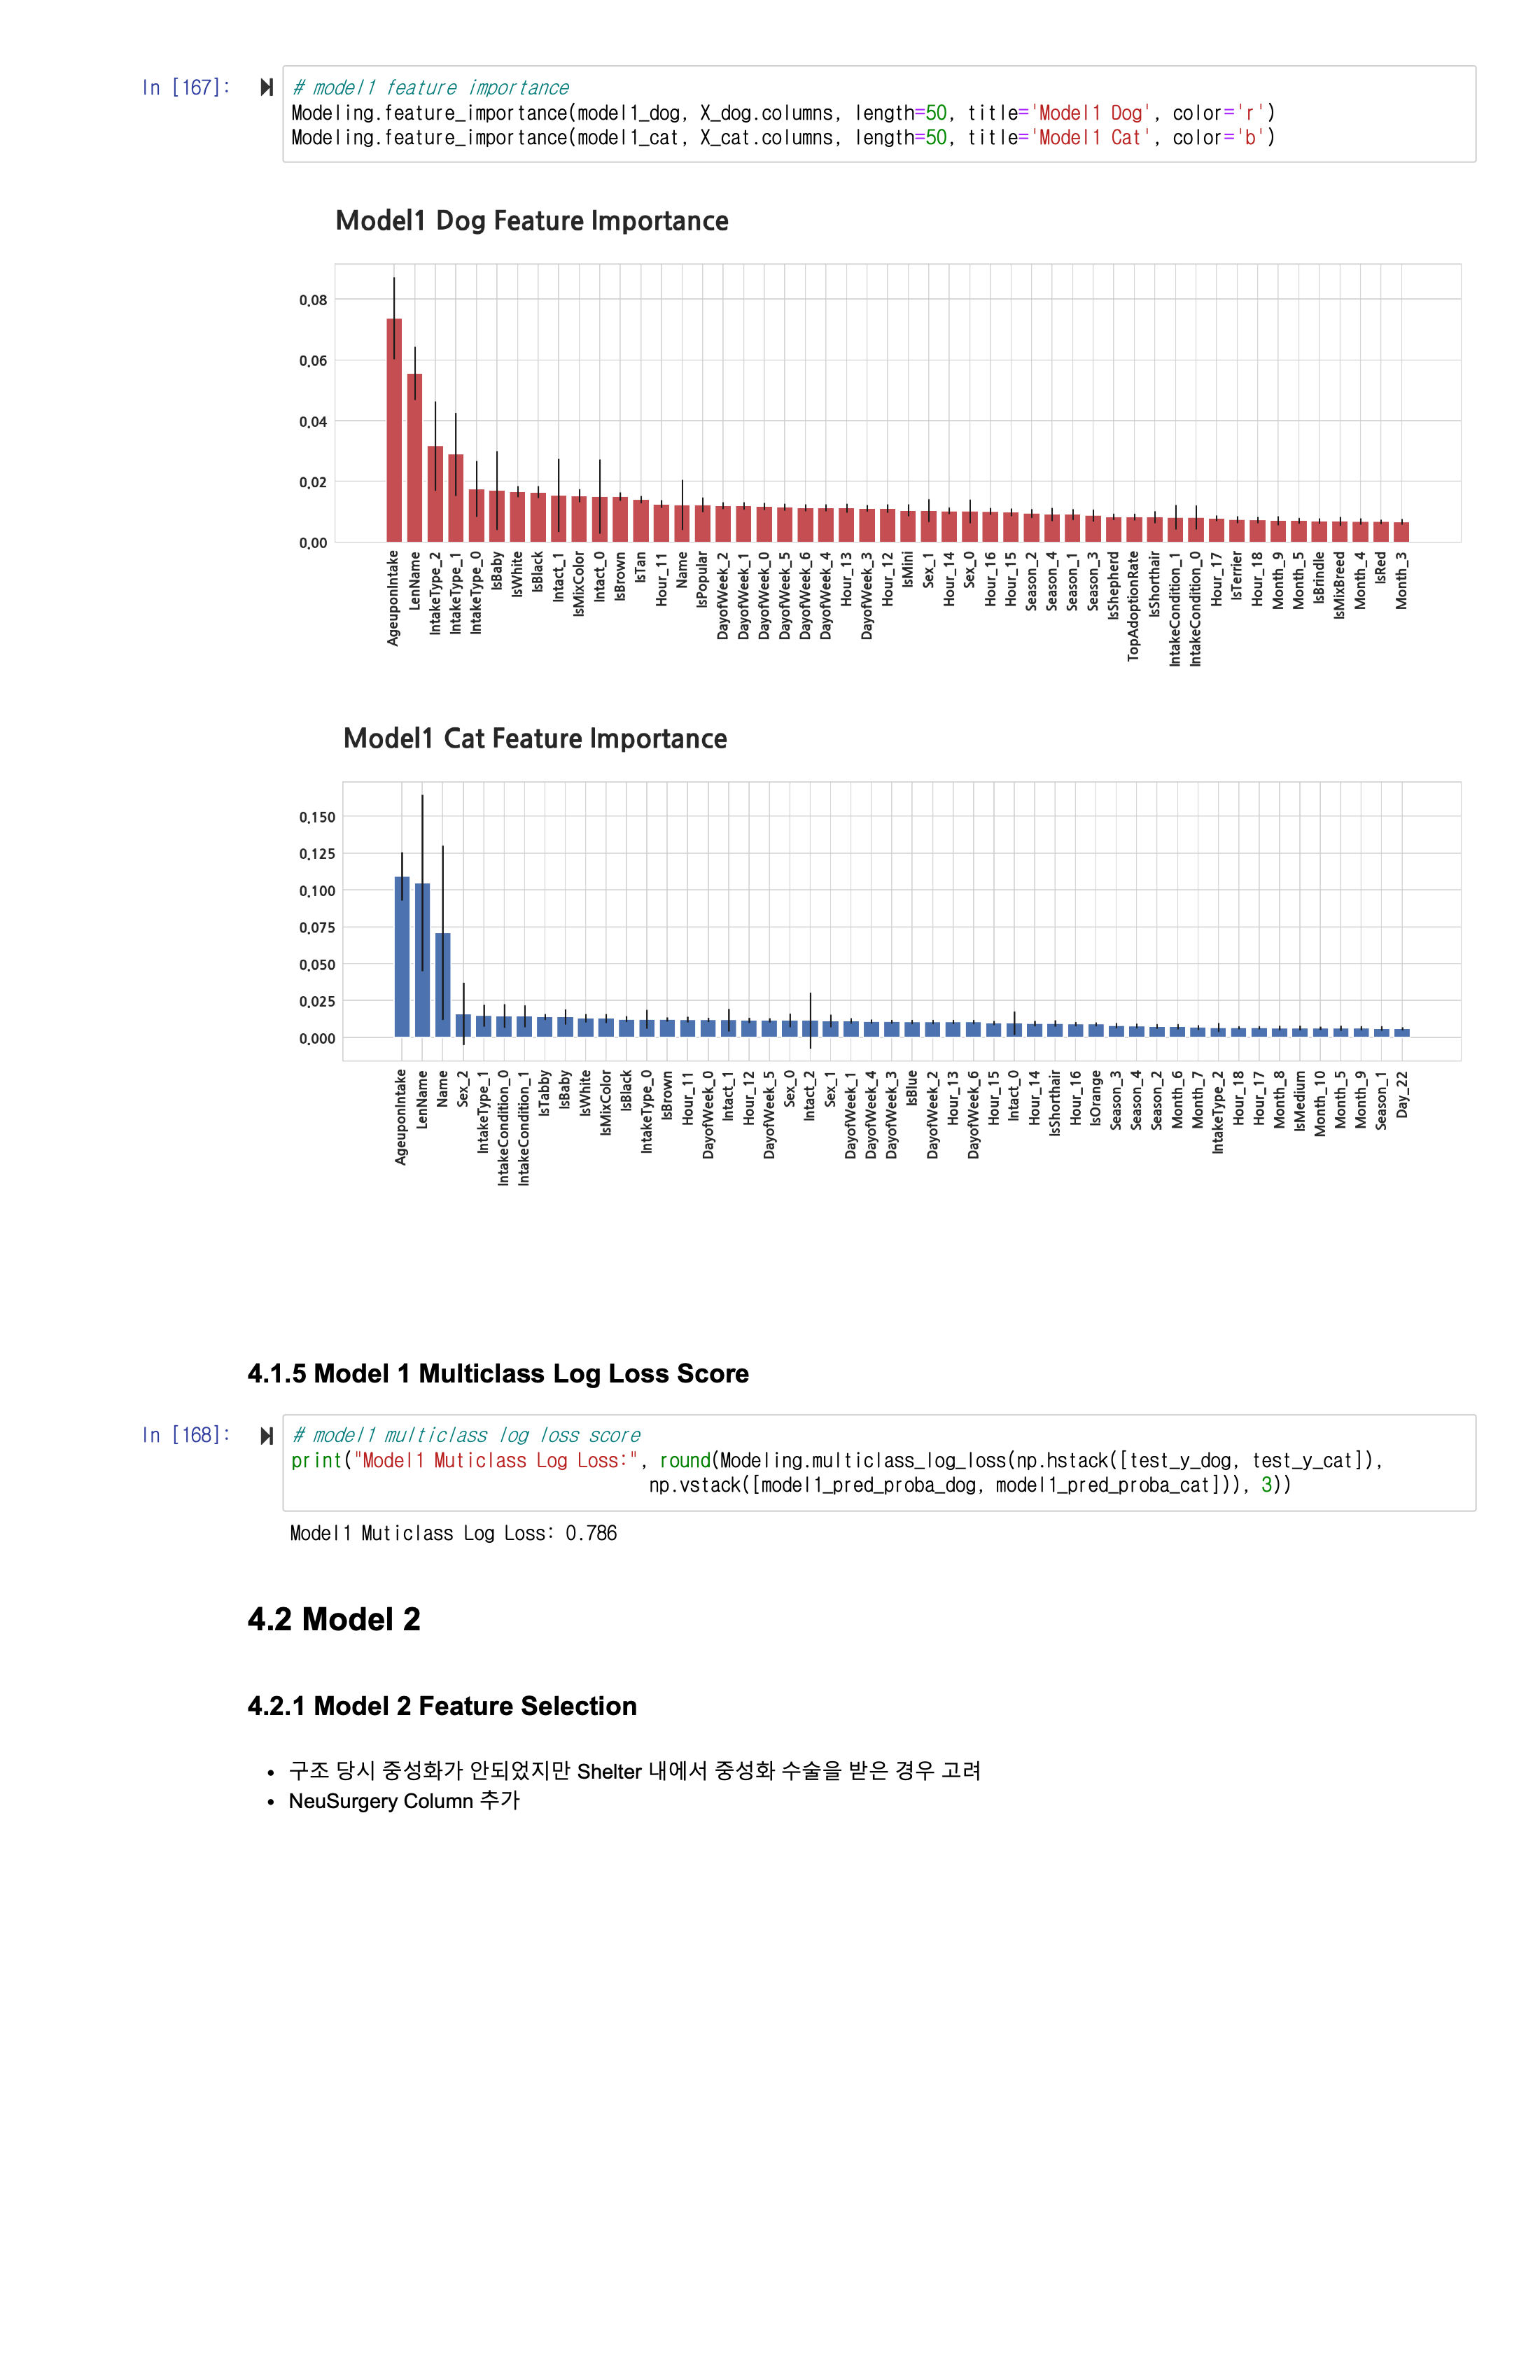 In [167]:
# model1 feature importance
Modeling.feature_importance(model1_dog, X_dog.columns, length=50, title='Model1 Dog', color='r')
Modeling.feature_importance(model1_cat, X_cat.columns, length=50, title='Model1 Cat', color='b')
Model1 Dog Feature Importance
0.08
0.06
0.04
0.02
0.00
AgeuponIntake
LenName
IntakeType_2
IntakeType_1
IntakeType_0
IsBaby
IsWhite
IsBlack
Intact_1
IsMixColor
Intact_0
IsBrown
IsTan
Hour_11
Name
IsPopular
DayofWeek_2
DayofWeek_1
DayofWeek_0
DayofWeek_5
DayofWeek_6
DayofWeek_4
Hour_13
DayofWeek_3
Hour_12
IsMini
Sex_1
Hour_14
Sex_0
Hour_16
Hour_15
Season_2
Season_4
Season_1
Season_3
IsShepherd
TopAdoptionRate
IsShorthair
IntakeCondition_1
IntakeCondition_0
Hour_17
IsTerrier
Hour_18
Month_9
Month_5
IsBrindle
IsMixBreed
Month_4
IsRed
Month_3
Model1 Cat Feature Importance
0.150
0.125
0.100
0.075
0.050
0.025
0.000
AgeuponIntake
LenName
Name
Sex_2
IntakeType_1
IntakeCondition_0
IntakeCondition_1
IsTabby
IsBaby
IsWhite
IsMixColor
IsBlack
IntakeType_0
IsBrown
Hour_11
DayofWeek_0
Intact_1
Hour_12
DayofWeek_5
Sex_0
Intact_2
Sex_1
DayofWeek_1
DayofWeek_4
DayofWeek_3
IsBlue
DayofWeek_2
Hour_13
DayofWeek_6
Hour_15
Intact_0
Hour_14
IsShorthair
Hour_16
IsOrange
Season_3
Season_4
Season_2
Month_6
Month_7
IntakeType_2
Hour_18
Hour_17
Month_8
IsMedium
Month_10
Month_5
Month_9
Season_1
Day_22
4.1.5 Model 1 Multiclass Log Loss Score
In [168]:
# model1 multiclass log loss score
print("Model1 Muticlass Log Loss:", round(Modeling.multiclass_log_loss(np.hstack([test_y_dog, test_y_cat]),
np.vstack([model1_pred_proba_dog, model1_pred_proba_cat])), 3))
Model1 Muticlass Log Loss: 0.786
4.2 Model 2
4.2.1 Model 2 Feature Selection
• 구조 당시 중성화가 안되었지만 Shelter 내에서 중성화 수술을 받은 경우 고려
• NeuSurgery Column 추가